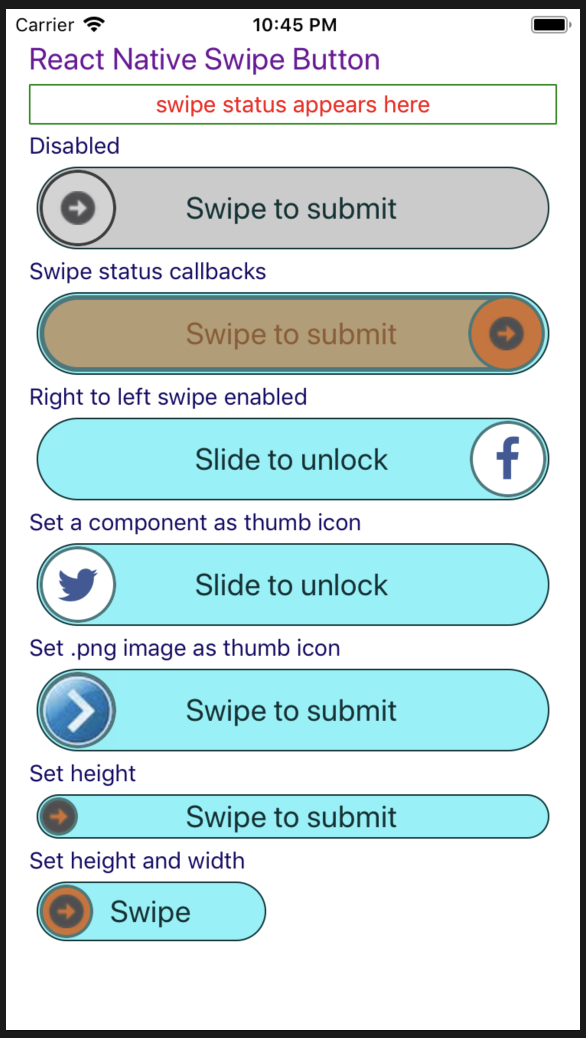 Carrier 10:45 PM
React Native Swipe Button
swipe status appears here
Disabled
Swipe to submit
Swipe status callbacks
Swipe to submit
Right to left swipe enabled
Slide to unlock
Set a component as thumb icon
Slide to unlock
Set .png image as thumb icon
Swipe to submit
Set height
Swipe to submit
Set height and width
Swipe